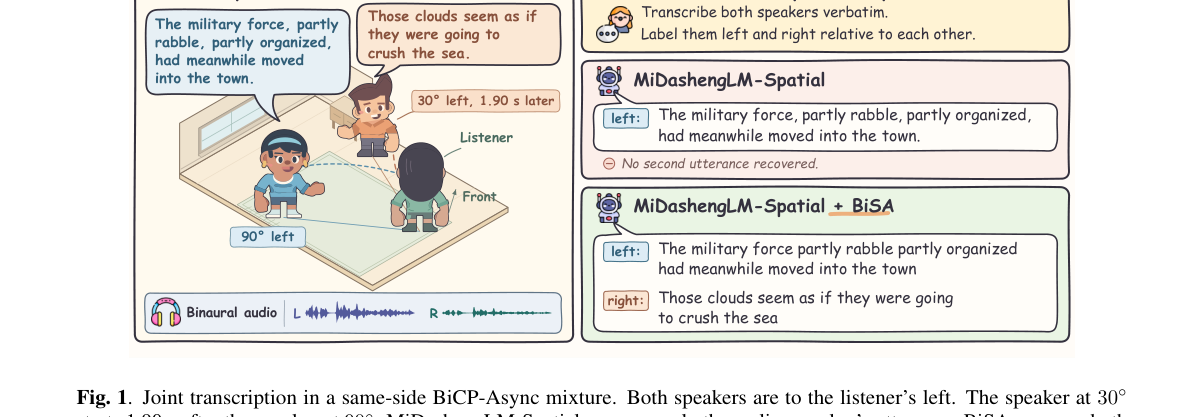 The military force, partly
rabble, partly organized,
had meanwhile moved
into the town.
Those clouds seem as if
they were going to
crush the sea.
30° left, 1.90 s later
Listener
Front
90° left
Binaural audio L R
Transcribe both speakers verbatim.
Label them left and right relative to each other.
MiDashengLM-Spatial
left: The military force, partly rabble, partly organized,
had meanwhile moved into the town.
No second utterance recovered.
MiDashengLM-Spatial + BiSA
left: The military force partly rabble partly organized
had meanwhile moved into the town
right: Those clouds seem as if they were going
to crush the sea
Fig. 1. Joint transcription in a same-side BiCP-Async mixture. Both speakers are to the listener's left. The speaker at 30°